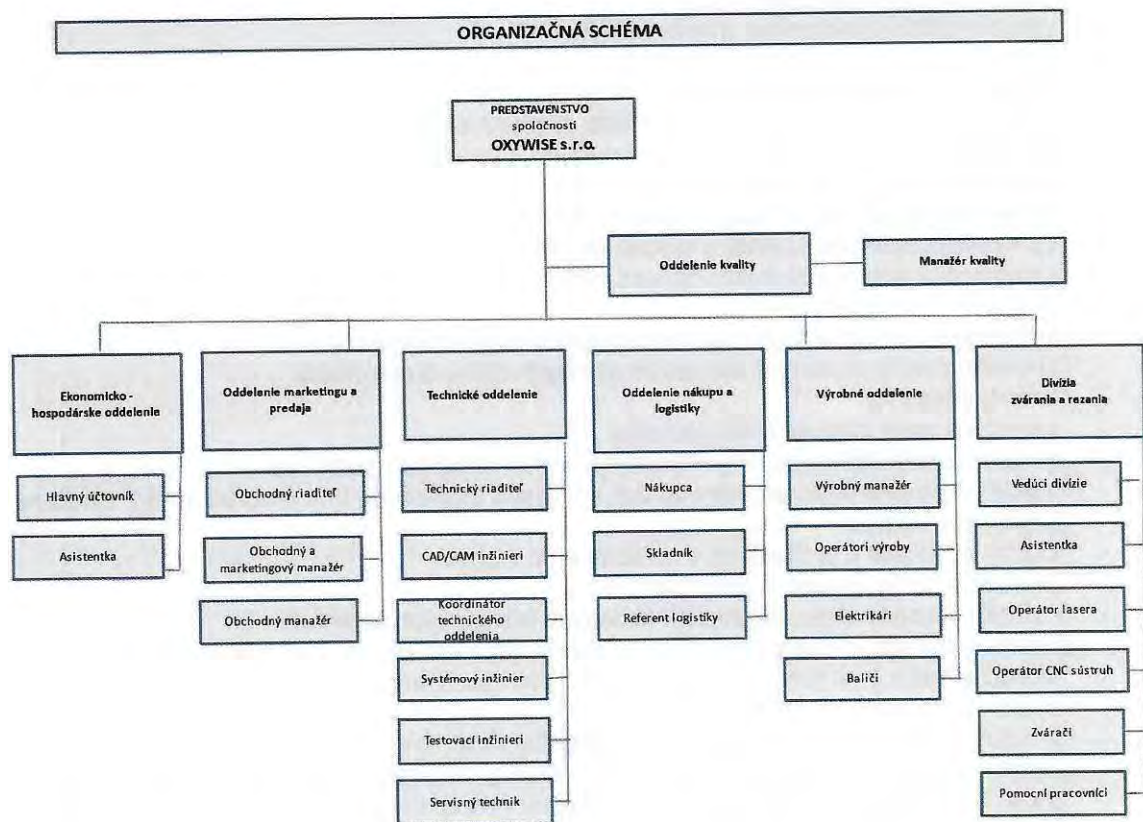 ORGANIZAČNÁ SCHÉMA
PREDSTAVENSTVO
spoločnosti
OXYWISE s.r.o.
Oddelenie kvality
Manažér kvality
Ekonomicko -
hospodárske oddelenie
Hlavný účtovník
Asistentka
Oddelenie marketingu a
predaja
Obchodný riaditeľ
Obchodný a
marketingový manažér
Obchodný manažér
Technické oddelenie
Technický riaditeľ
CAD/CAM inžinieri
Koordinátor
technického
oddelenia
Systémový inžinier
Testovací inžinieri
Servisný technik
Oddelenie nákupu a
logistiky
Nákupca
Skladník
Referent logistiky
Výrobné oddelenie
Výrobný manažér
Operátori výroby
Elektrikári
Baliči
Divízia
zvárania a rezania
Vedúci divízie
Asistentka
Operátor lasera
Operátor CNC sústruh
Zvárači
Pomocní pracovníci